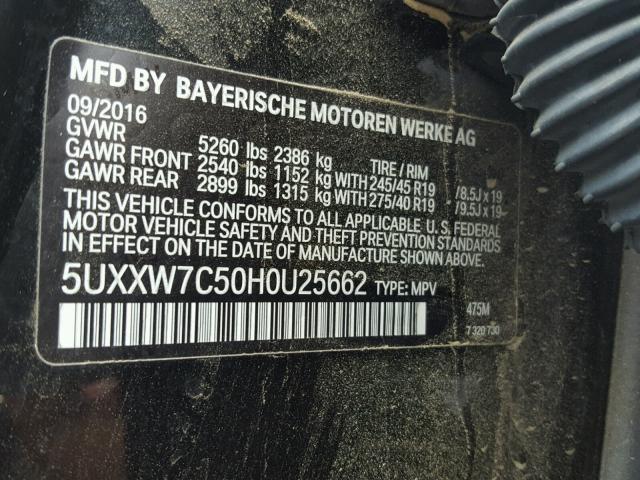 MFD BY BAYERISCHE MOTOREN WERKE AG
09/2016
GVWR 5260 lbs 2386 kg TIRE / RIM
GAWR FRONT 2540 lbs 1152 kg WITH 245/45 R19 / 8.5J x 19
GAWR REAR 2899 lbs 1315 kg WITH 275/40 R19 / 9.5J x 19
THIS VEHICLE CONFORMS TO ALL APPLICABLE U. S. FEDERAL
MOTOR VEHICLE SAFETY AND THEFT PREVENTION STANDARDS
IN EFFECT ON THE DATE OF MANUFACTURE SHOWN ABOVE.
5UXXW7C50H0U25662 TYPE: MPV
475M
7 320 730